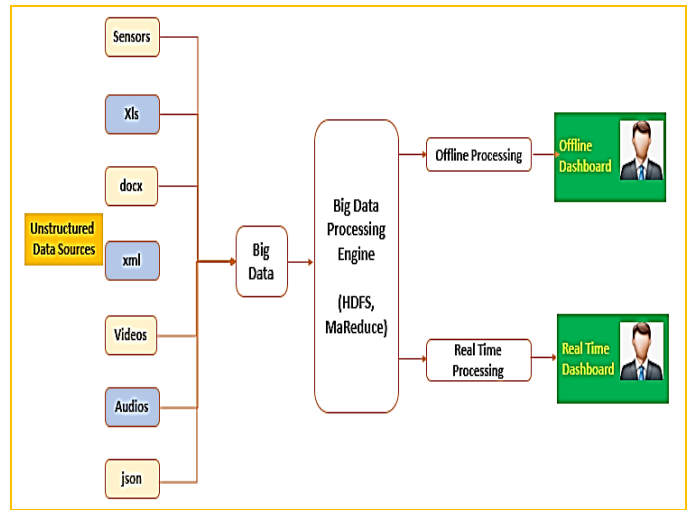 Unstructured
Data Sources
Sensors
Xls
docx
xml
Videos
Audios
json
Big
Data
Big Data
Processing
Engine
(HDFS,
MaReduce)
Offline Processing
Real Time
Processing
Offline
Dashboard
Real Time
Dashboard